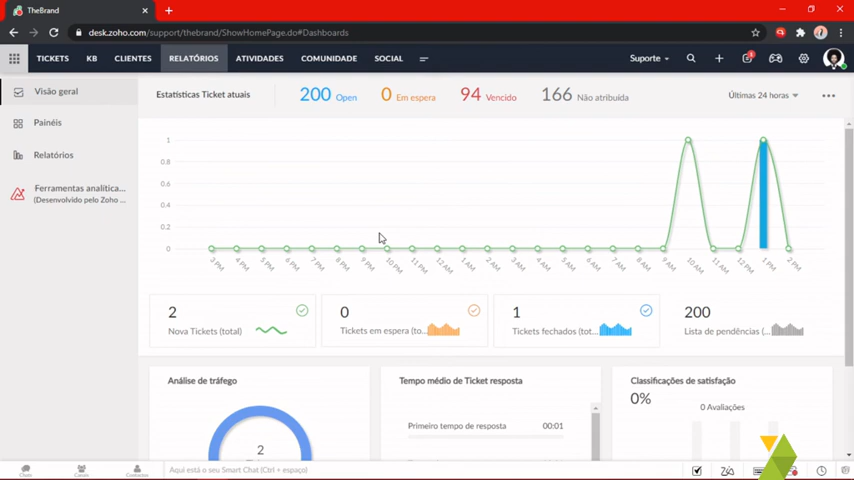 TheBrand
desk.zoho.com/support/thebrand/ShowHomePage.do#Dashboards
TICKETS KB CLIENTES RELATÓRIOS ATIVIDADES COMUNIDADE SOCIAL Suporte
Visão geral
Painéis
Relatórios
Ferramentas analítica...
(Desenvolvido pelo Zoho ...
Estatísticas Ticket atuais
200 Open 0 Em espera 94 Vencido 166 Não atribuída
Últimas 24 horas
1
0.8
0.6
0.4
0.2
0
3 PM 4 PM 5 PM 6 PM 7 PM 8 PM 9 PM 10 PM 11 PM 12 AM 1 AM 2 AM 3 AM 4 AM 5 AM 6 AM 7 AM 8 AM 9 AM 10 AM 11 AM 12 PM 1 PM 2 PM
2
Nova Tickets (total)
0
Tickets em espera (to...
1
Tickets fechados (tot...
200
Lista de pendências (...
Análise de tráfego
2
Tempo médio de Ticket resposta
Primeiro tempo de resposta 00:01
Classificações de satisfação
0%
0 Avaliações
Chats Canais Contactos
Aqui está o seu Smart Chat (Ctrl + espaço)